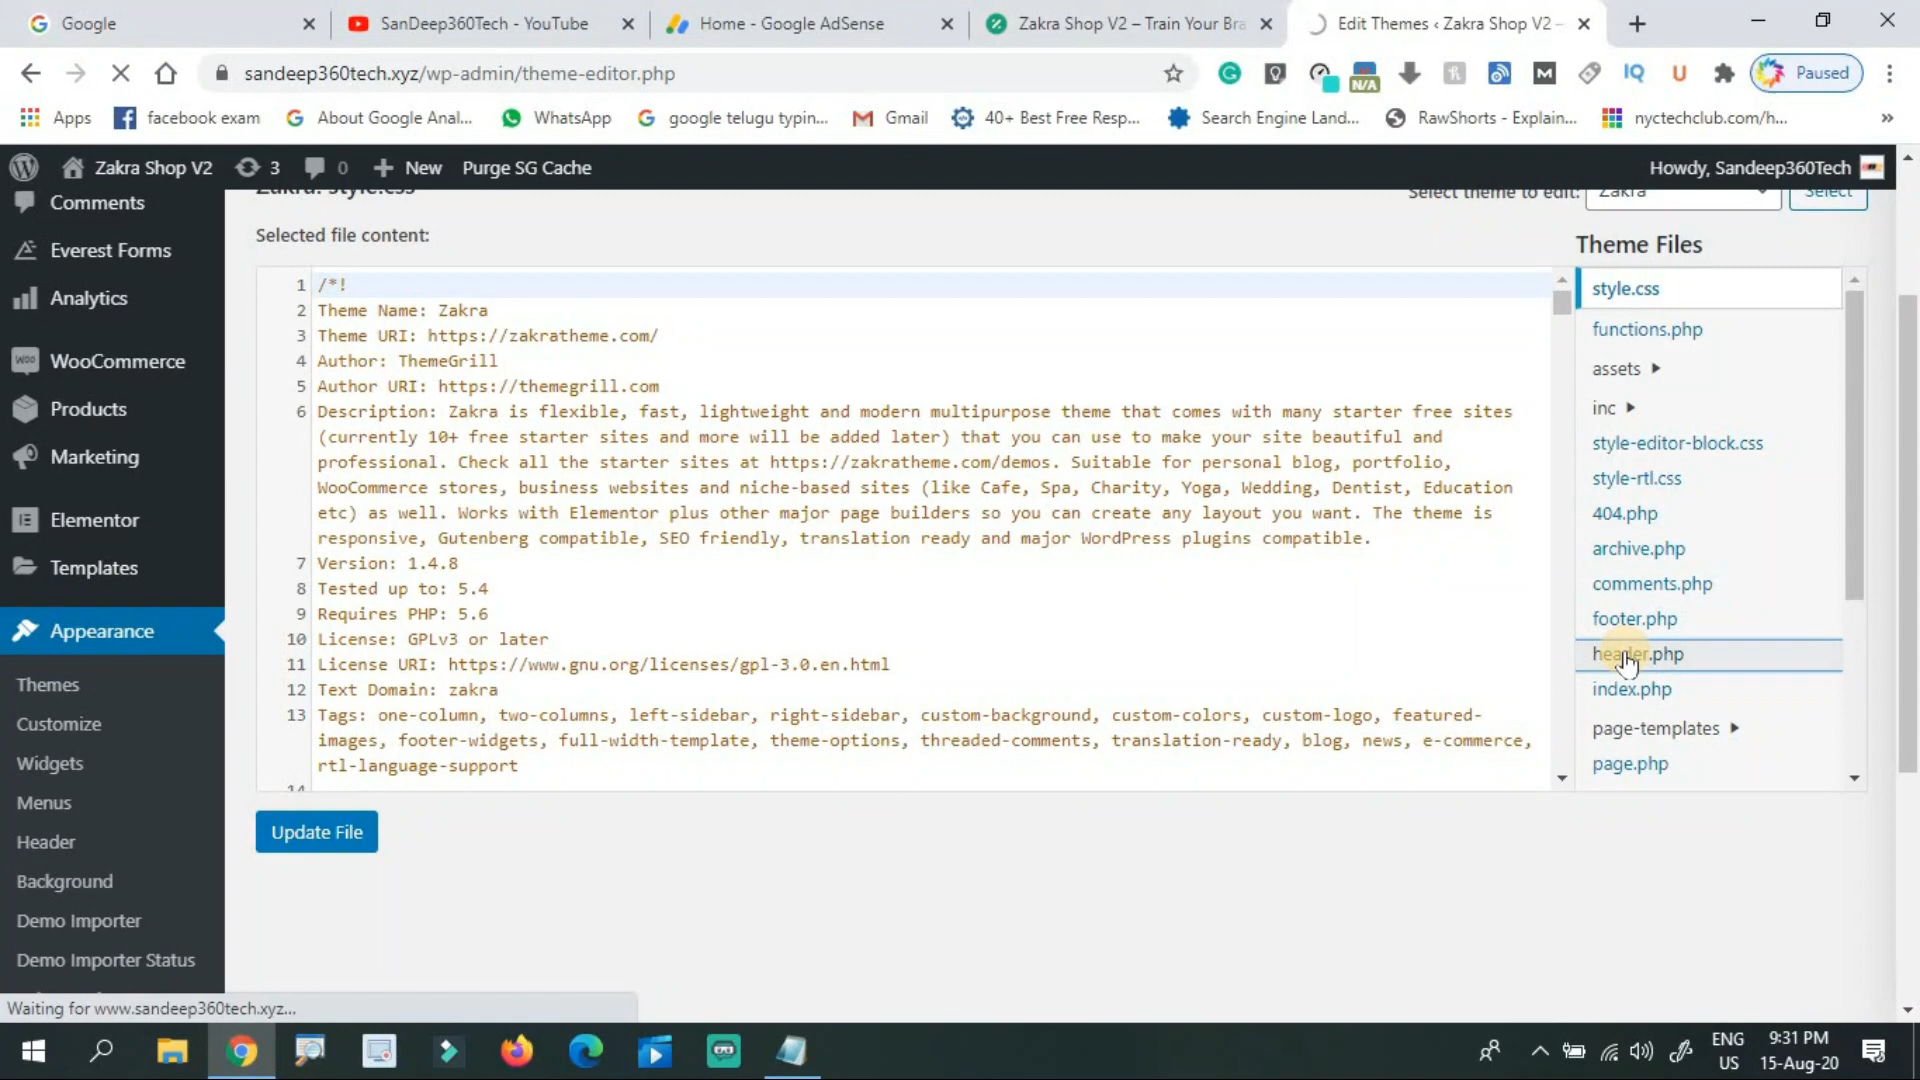 Google
SanDeep360Tech - YouTube
Home - Google AdSense
Zakra Shop V2 – Train Your Bra
Edit Themes ‹ Zakra Shop V2 –
sandeep360tech.xyz/wp-admin/theme-editor.php
N/A
M
IQ
U
Paused
Apps
facebook exam
About Google Anal...
WhatsApp
google telugu typin...
Gmail
40+ Best Free Resp...
Search Engine Land...
RawShorts - Explain...
nyctechclub.com/h...
»
Zakra Shop V2
3
0
New
Purge SG Cache
Howdy, Sandeep360Tech
Zakra: style.css
Select theme to edit:
Zakra
Select
Comments
Everest Forms
Analytics
WooCommerce
Products
Marketing
Elementor
Templates
Appearance
Themes
Customize
Widgets
Menus
Header
Background
Demo Importer
Demo Importer Status
Selected file content:
1 /*!
2 Theme Name: Zakra
3 Theme URI: https://zakratheme.com/
4 Author: ThemeGrill
5 Author URI: https://themegrill.com
6 Description: Zakra is flexible, fast, lightweight and modern multipurpose theme that comes with many starter free sites
(currently 10+ free starter sites and more will be added later) that you can use to make your site beautiful and
professional. Check all the starter sites at https://zakratheme.com/demos. Suitable for personal blog, portfolio,
WooCommerce stores, business websites and niche-based sites (like Cafe, Spa, Charity, Yoga, Wedding, Dentist, Education
etc) as well. Works with Elementor plus other major page builders so you can create any layout you want. The theme is
responsive, Gutenberg compatible, SEO friendly, translation ready and major WordPress plugins compatible.
7 Version: 1.4.8
8 Tested up to: 5.4
9 Requires PHP: 5.6
10 License: GPLv3 or later
11 License URI: https://www.gnu.org/licenses/gpl-3.0.en.html
12 Text Domain: zakra
13 Tags: one-column, two-columns, left-sidebar, right-sidebar, custom-background, custom-colors, custom-logo, featured-
images, footer-widgets, full-width-template, theme-options, threaded-comments, translation-ready, blog, news, e-commerce,
rtl-language-support
14
Update File
Theme Files
style.css
functions.php
assets
inc
style-editor-block.css
style-rtl.css
404.php
archive.php
comments.php
footer.php
header.php
index.php
page-templates
page.php
Waiting for www.sandeep360tech.xyz...
ENG
US
9:31 PM
15-Aug-20